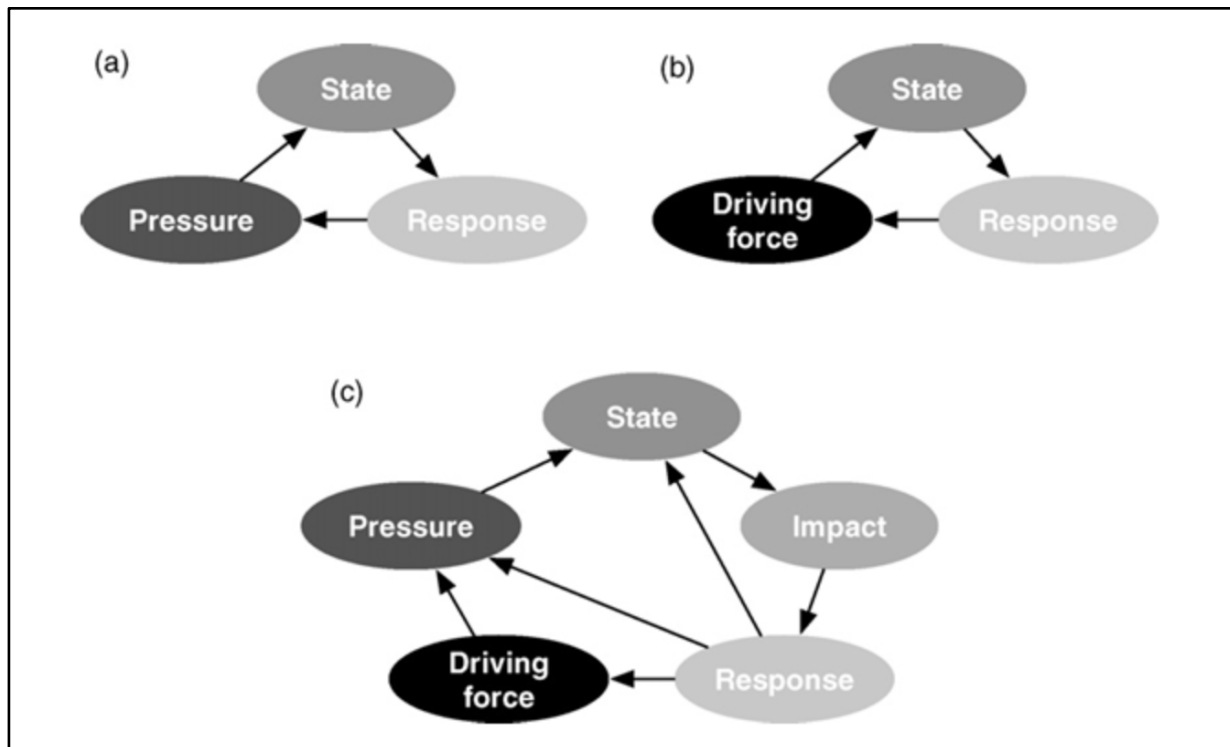 (a)
State
Pressure
Response
(b)
State
Driving
force
Response
(c)
State
Pressure
Impact
Driving
force
Response